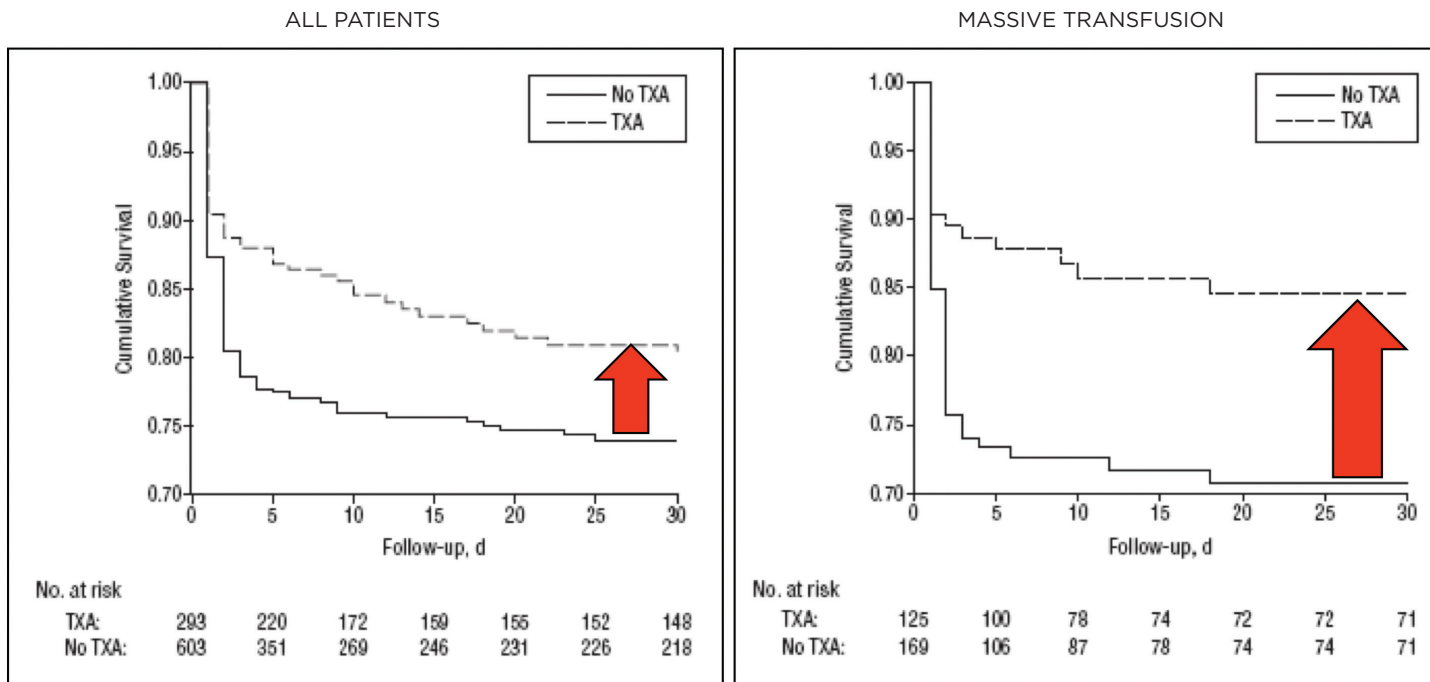 ALL PATIENTS
No TXA
TXA
1.00
0.95
0.90
0.85
0.80
0.75
0.70
Cumulative Survival
0 5 10 15 20 25 30
Follow-up, d
No. at risk
TXA: 293 220 172 159 155 152 148
No TXA: 603 351 269 246 231 226 218
MASSIVE TRANSFUSION
No TXA
TXA
1.00
0.95
0.90
0.85
0.80
0.75
0.70
Cumulative Survival
0 5 10 15 20 25 30
Follow-up, d
No. at risk
TXA: 125 100 78 74 72 72 71
No TXA: 169 106 87 78 74 74 71